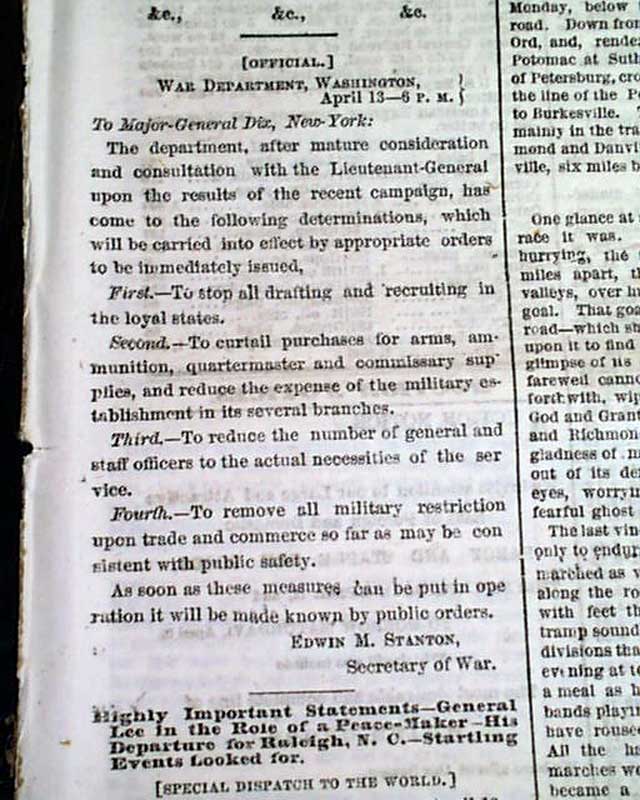 &c., &c., &c.
[OFFICIAL.]
WAR DEPARTMENT, WASHINGTON, }
April 13—6 P. M. }
To Major-General Dix, New-York:
The department, after mature consideration
and consultation with the Lieutenant-General
upon the results of the recent campaign, has
come to the following determinations, which
will be carried into effect by appropriate orders
to be immediately issued,
First.—To stop all drafting and recruiting in
the loyal states.
Second.—To curtail purchases for arms, am-
munition, quartermaster and commissary sup-
plies, and reduce the expense of the military es-
tablishment in its several branches.
Third.—To reduce the number of general and
staff officers to the actual necessities of the ser
vice.
Fourth.—To remove all military restriction
upon trade and commerce so far as may be con
sistent with public safety.
As soon as these measures can be put in ope
ration it will be made known by public orders.
EDWIN M. STANTON,
Secretary of War.
Highly Important Statements—General
Lee in the Role of a Peace-Maker—His
Departure for Raleigh, N. C.—Startling
Events Looked for.
[SPECIAL DISPATCH TO THE WORLD.]
Monday, below
road. Down from
Ord, and, rende
Potomac at Suth
of Petersburg, cro
the line of the
to Burkesville.
mainly in the tra
mond and Danvi
ville, six miles
One glance at
race it was.
hurrying, the
miles apart,
valleys, over
goal. That goa
road—which
upon it to find
glimpse of its
farewell cann
forthwith, wip
God and Gran
and Richmon
gladness of
out of its
eyes, worryin
fearful ghost
The last vin
only to endur
marched as
along the ro
with feet
tramp sound
divisions tha
evening at
a meal as
bands playi
have rouse
All the
marches wo
became a